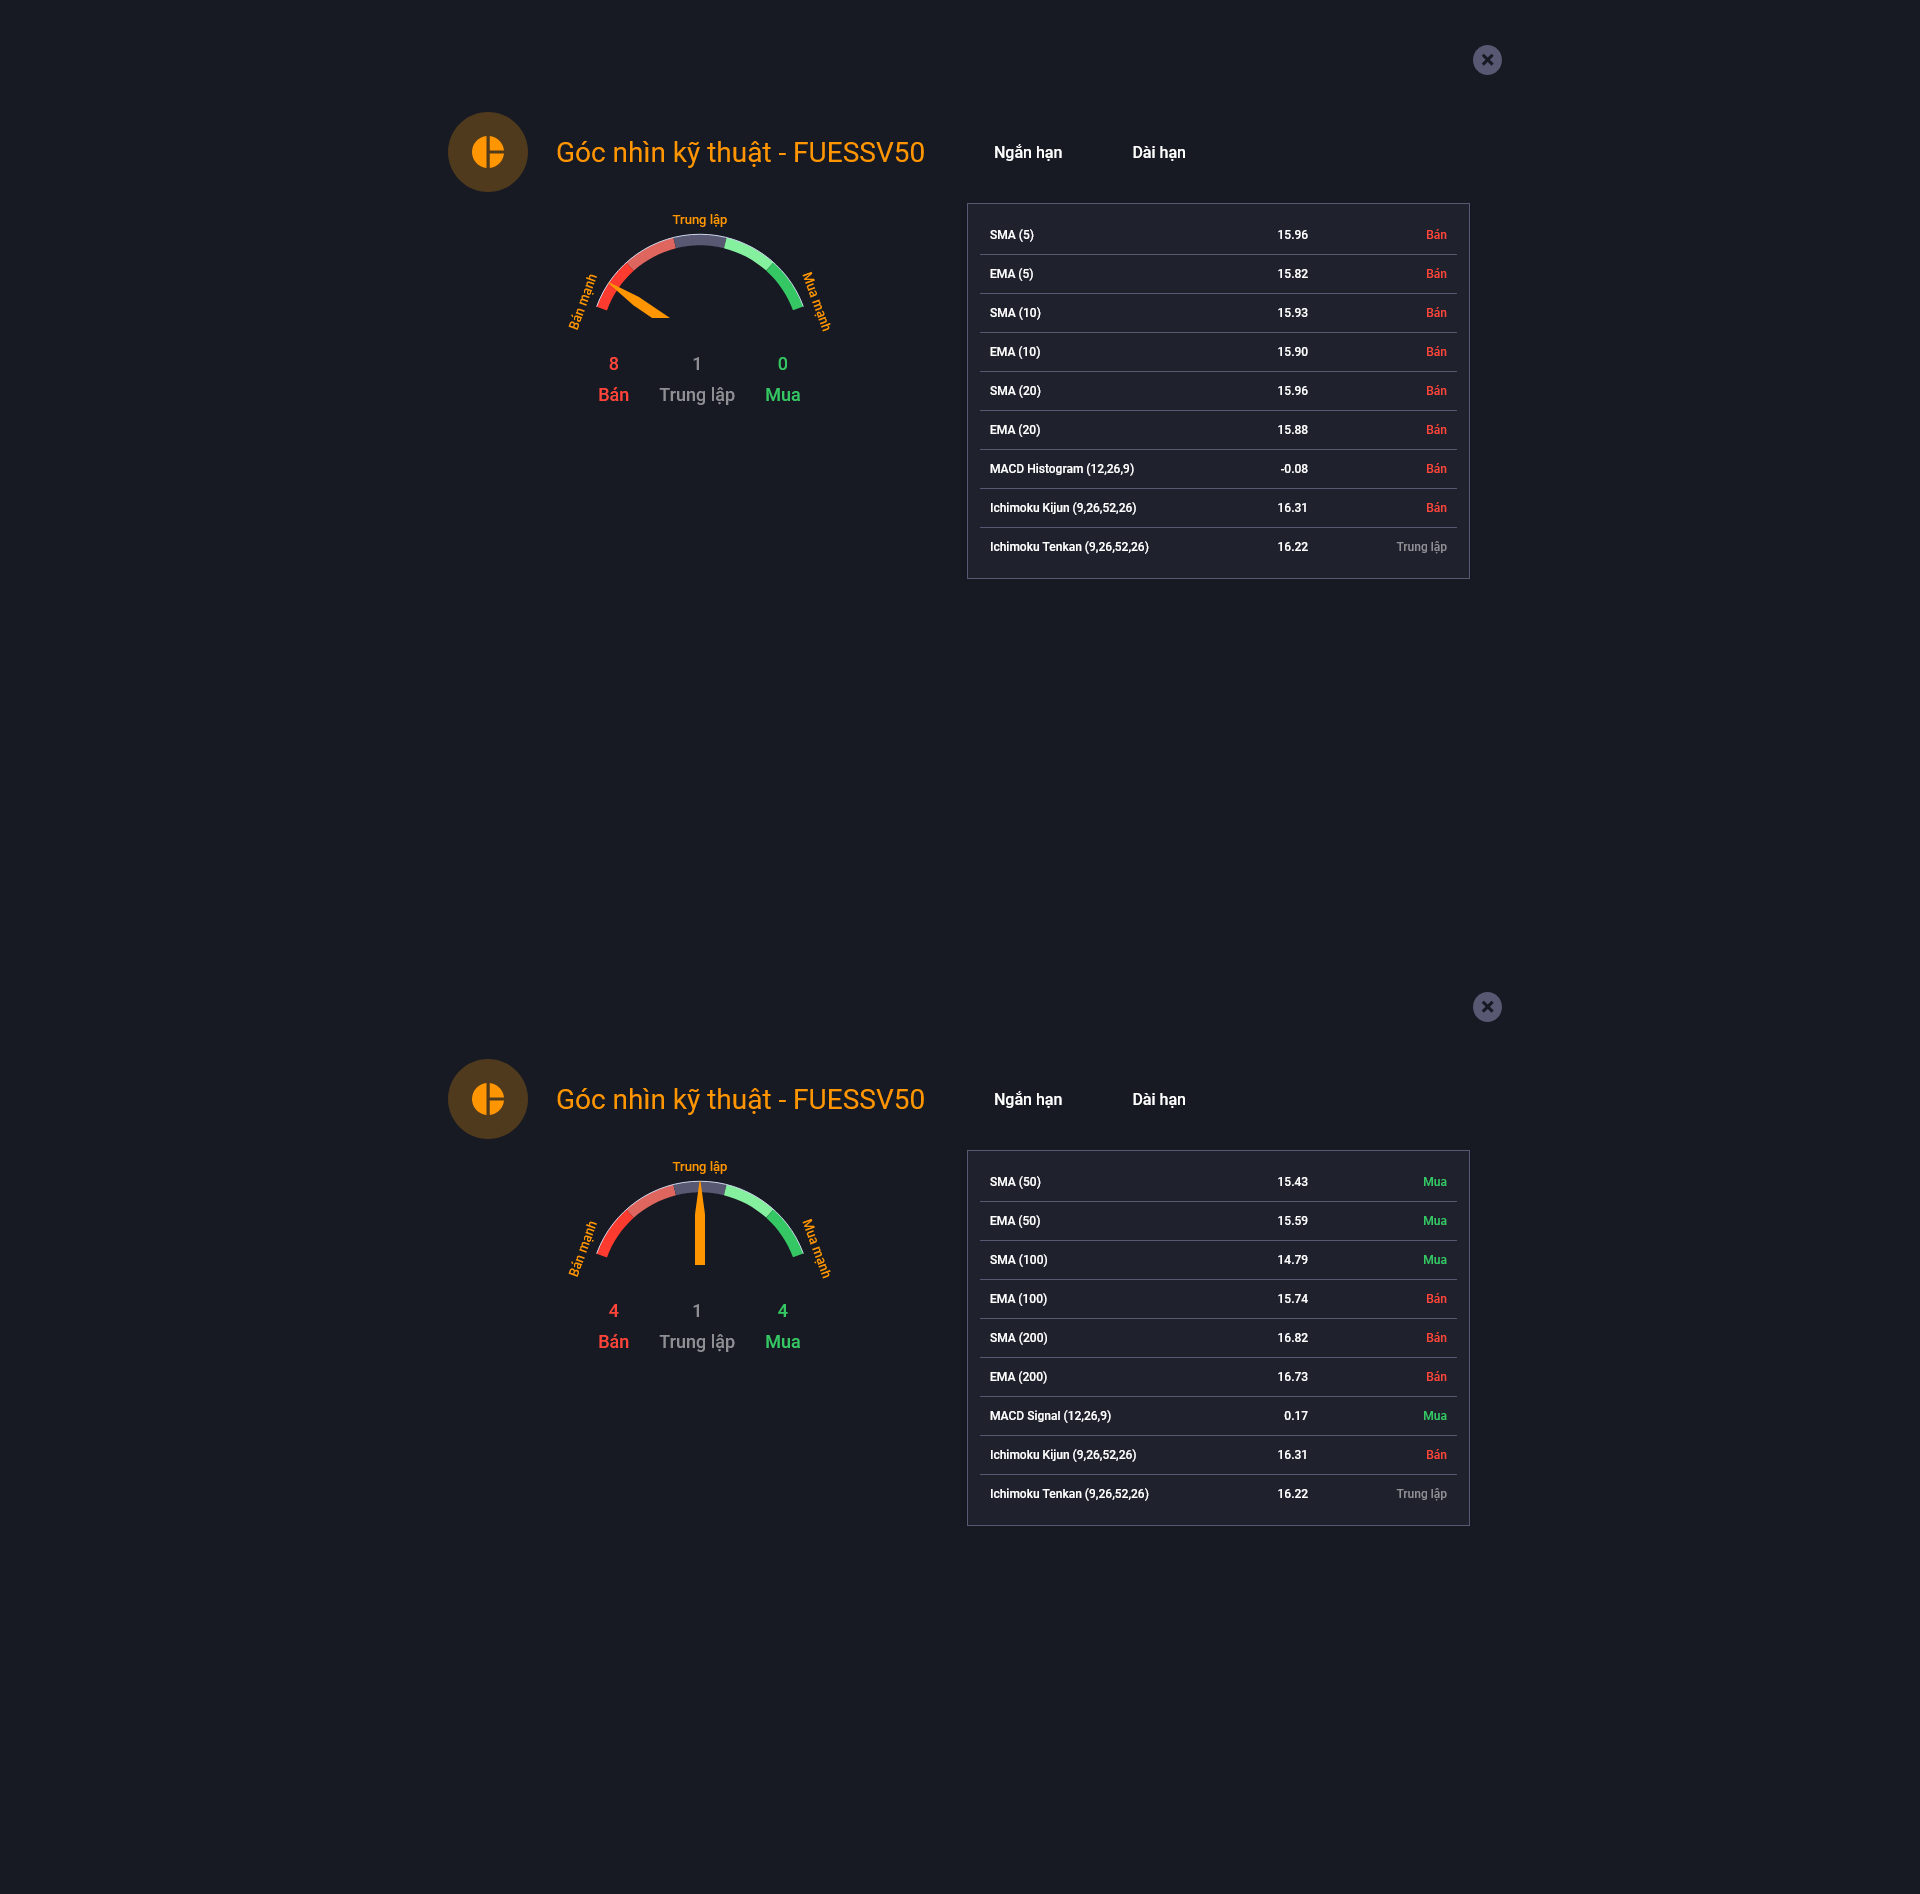 Góc nhìn kỹ thuật - FUESSV50
Ngắn hạn Dài hạn
Trung lập
Bán mạnh
Mua mạnh
8 1 0
Bán Trung lập Mua
SMA (5) 15.96 Bán
EMA (5) 15.82 Bán
SMA (10) 15.93 Bán
EMA (10) 15.90 Bán
SMA (20) 15.96 Bán
EMA (20) 15.88 Bán
MACD Histogram (12,26,9) -0.08 Bán
Ichimoku Kijun (9,26,52,26) 16.31 Bán
Ichimoku Tenkan (9,26,52,26) 16.22 Trung lập
Góc nhìn kỹ thuật - FUESSV50
Ngắn hạn Dài hạn
Trung lập
Bán mạnh
Mua mạnh
4 1 4
Bán Trung lập Mua
SMA (50) 15.43 Mua
EMA (50) 15.59 Mua
SMA (100) 14.79 Mua
EMA (100) 15.74 Bán
SMA (200) 16.82 Bán
EMA (200) 16.73 Bán
MACD Signal (12,26,9) 0.17 Mua
Ichimoku Kijun (9,26,52,26) 16.31 Bán
Ichimoku Tenkan (9,26,52,26) 16.22 Trung lập